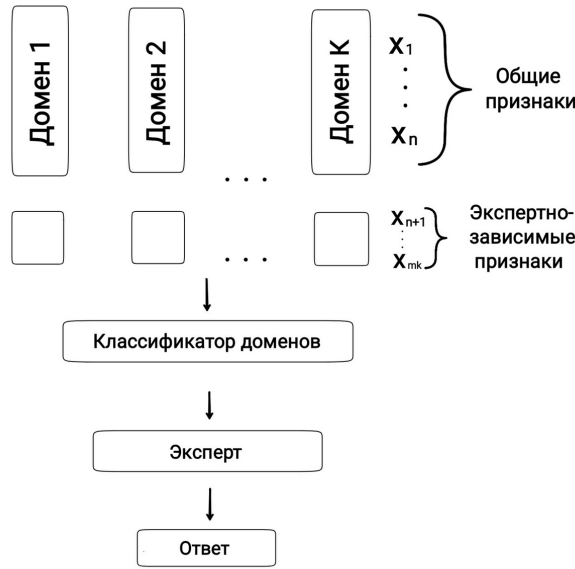 Домен 1
Домен 2
Домен K
. . .
X1
Xn
Общие
признаки
. . .
Xn+1
Xmk
Экспертно-
зависимые
признаки
Классификатор доменов
Эксперт
Ответ